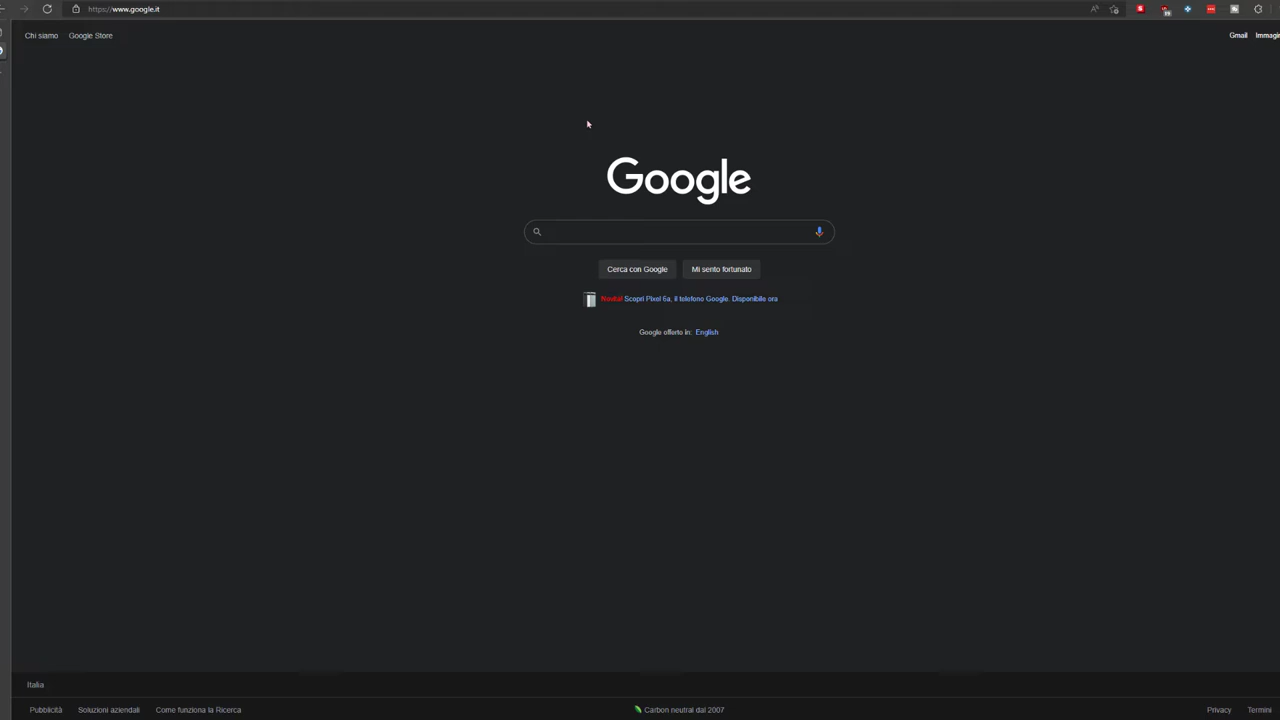 https://www.google.it
Chi siamo Google Store
Gmail Immagin
Google
Cerca con Google Mi sento fortunato
Novità! Scopri Pixel 6a, il telefono Google. Disponibile ora
Google offerto in: English
Italia
Pubblicità Soluzioni aziendali Come funziona la Ricerca
Carbon neutral dal 2007
Privacy Termini